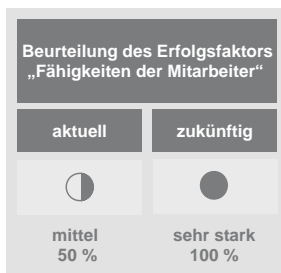 Beurteilung des Erfolgsfaktors
„Fähigkeiten der Mitarbeiter“
aktuell zukünftig
mittel sehr stark
50 % 100 %